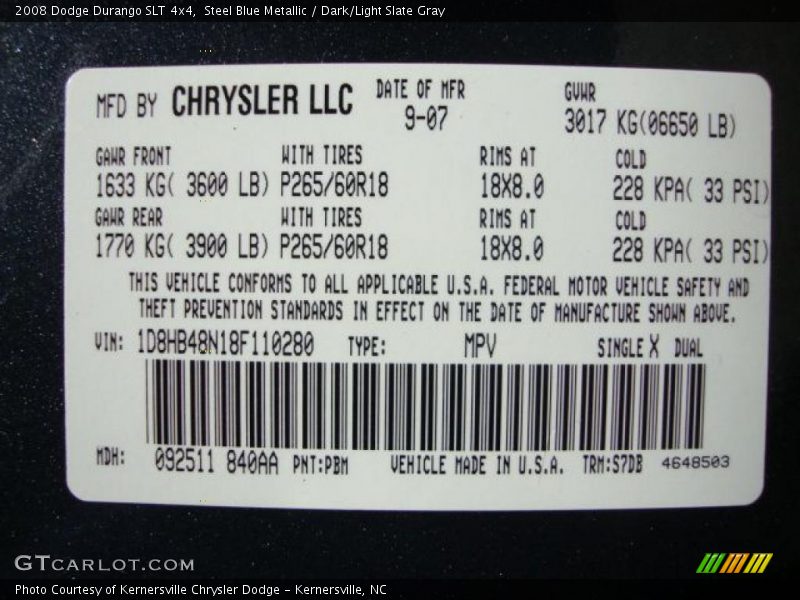 2008 Dodge Durango SLT 4x4,  Steel Blue Metallic / Dark/Light Slate Gray
MFD BY CHRYSLER LLC DATE OF MFR GVWR
9-07 3017 KG(06650 LB)
GAWR FRONT WITH TIRES RIMS AT COLD
1633 KG( 3600 LB) P265/60R18 18X8.0 228 KPA( 33 PSI)
GAWR REAR WITH TIRES RIMS AT COLD
1770 KG( 3900 LB) P265/60R18 18X8.0 228 KPA( 33 PSI)
THIS VEHICLE CONFORMS TO ALL APPLICABLE U.S.A. FEDERAL MOTOR VEHICLE SAFETY AND
THEFT PREVENTION STANDARDS IN EFFECT ON THE DATE OF MANUFACTURE SHOWN ABOVE.
VIN: 1D8HB48N18F110280 TYPE: MPV SINGLE X DUAL
MDH: 092511 840AA PNT:PBM VEHICLE MADE IN U.S.A. TRM:S7DB 4648503
GTCARLOT.COM
Photo Courtesy of Kernersville Chrysler Dodge - Kernersville, NC